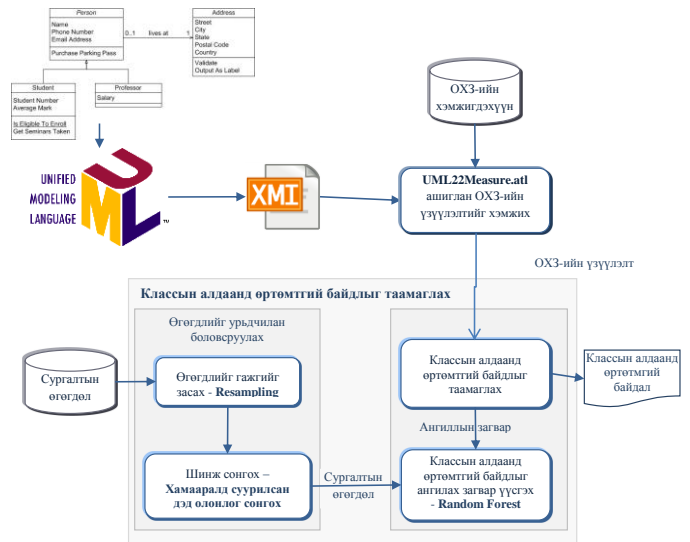 Person
Name
Phone Number
Email Address
Purchase Parking Pass
0..1
lives at
1
Address
Street
City
State
Postal Code
Country
Validate
Output As Label
Student
Student Number
Average Mark
Is Eligible To Enroll
Get Seminars Taken
Professor
Salary
UNIFIED
MODELING
LANGUAGE
UML
TM
XMI
ОХЗ-ийн
хэмжигдэхүүн
UML22Measure.atl
ашиглан ОХЗ-ийн
үзүүлэлтийг хэмжих
ОХЗ-ийн үзүүлэлт
Классын алдаанд өртөмтгий байдлыг таамаглах
Өгөгдлийг урьдчилан
боловсруулах
Сургалтын
өгөгдөл
Өгөгдлийг гажгийг
засах - Resampling
Шинж сонгох –
Хамааралд суурилсан
дэд олонлог сонгох
Сургалтын
өгөгдөл
Классын алдаанд
өртөмтгий байдлыг
таамаглах
Классын алдаанд
өртөтмгий
байдал
Ангиллын загвар
Классын алдаанд
өртөмтгий байдлыг
ангилах загвар үүсгэх
- Random Forest